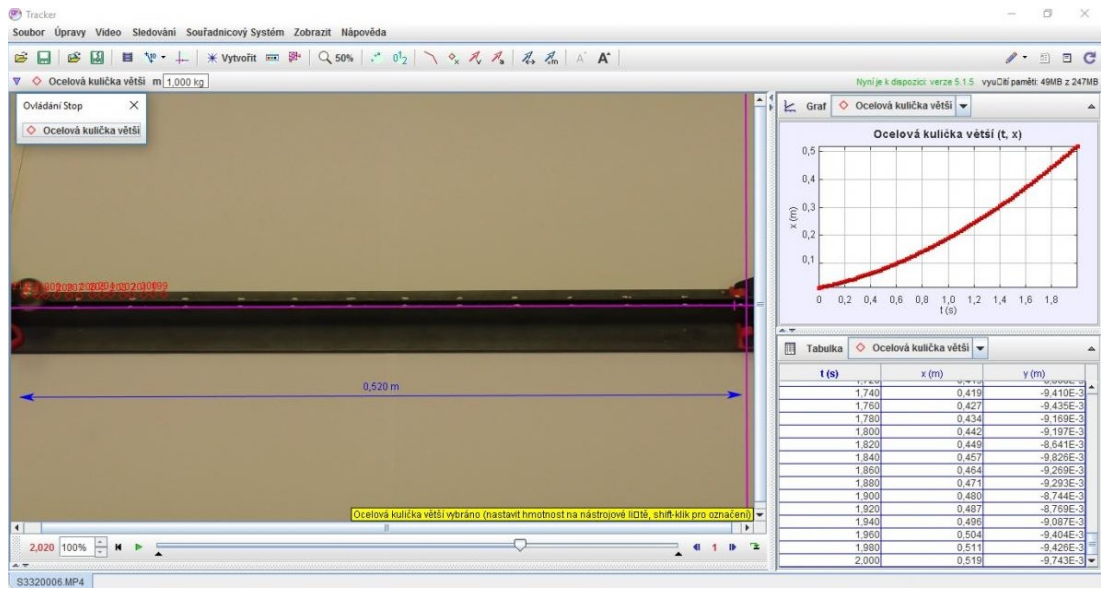 Tracker
Soubor Úpravy Video Sledování Souřadnicový Systém Zobrazit Nápověda
Vytvořit 50%
Ocelová kulička větší m 1,000 kg
Nyní je k dispozici: verze 5.1.5 vyu□tí paměti: 49MB z 247MB
Ovládání Stop
Ocelová kulička větší
0,520 m
Ocelová kulička větší vybráno (nastavit hmotnost na nástrojové li□tě, shift-klik pro označení)
2,020 100% 1
S3320006.MP4
Graf Ocelová kulička větší
Ocelová kulička větší (t, x)
x (m)
0,5
0,4
0,3
0,2
0,1
0 0,2 0,4 0,6 0,8 1,0 1,2 1,4 1,6 1,8
t (s)
Tabulka Ocelová kulička větší
t (s) x (m) y (m)
1,740 0,419 -9,410E-3
1,760 0,427 -9,435E-3
1,780 0,434 -9,169E-3
1,800 0,442 -9,197E-3
1,820 0,449 -8,641E-3
1,840 0,457 -9,826E-3
1,860 0,464 -9,269E-3
1,880 0,471 -9,293E-3
1,900 0,480 -8,744E-3
1,920 0,487 -8,769E-3
1,940 0,496 -9,087E-3
1,960 0,504 -9,404E-3
1,980 0,511 -9,426E-3
2,000 0,519 -9,743E-3